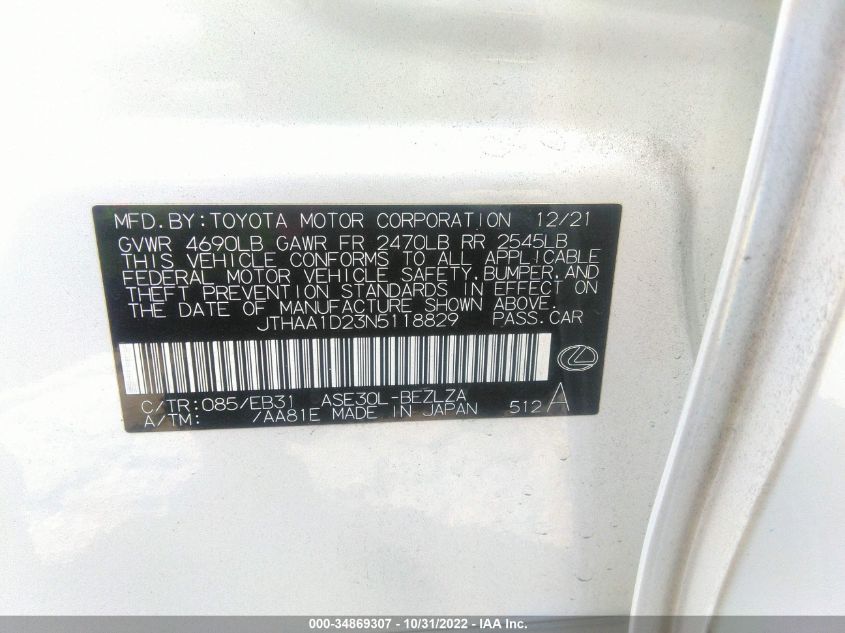 MFD.BY:TOYOTA MOTOR CORPORATION 12/21
GVWR 4690LB GAWR FR 2470LB RR 2545LB
THIS VEHICLE CONFORMS TO ALL APPLICABLE
FEDERAL MOTOR VEHICLE SAFETY.BUMPER.AND
THEFT PREVENTION STANDARDS IN EFFECT ON
THE DATE OF MANUFACTURE SHOWN ABOVE.
JTHAA1D23N5118829 PASS.CAR
C/TR:085/EB31 ASE30L-BEZLZA
A/TM: /AA81E MADE IN JAPAN 512 A
000-34869307 - 10/31/2022 - IAA Inc.